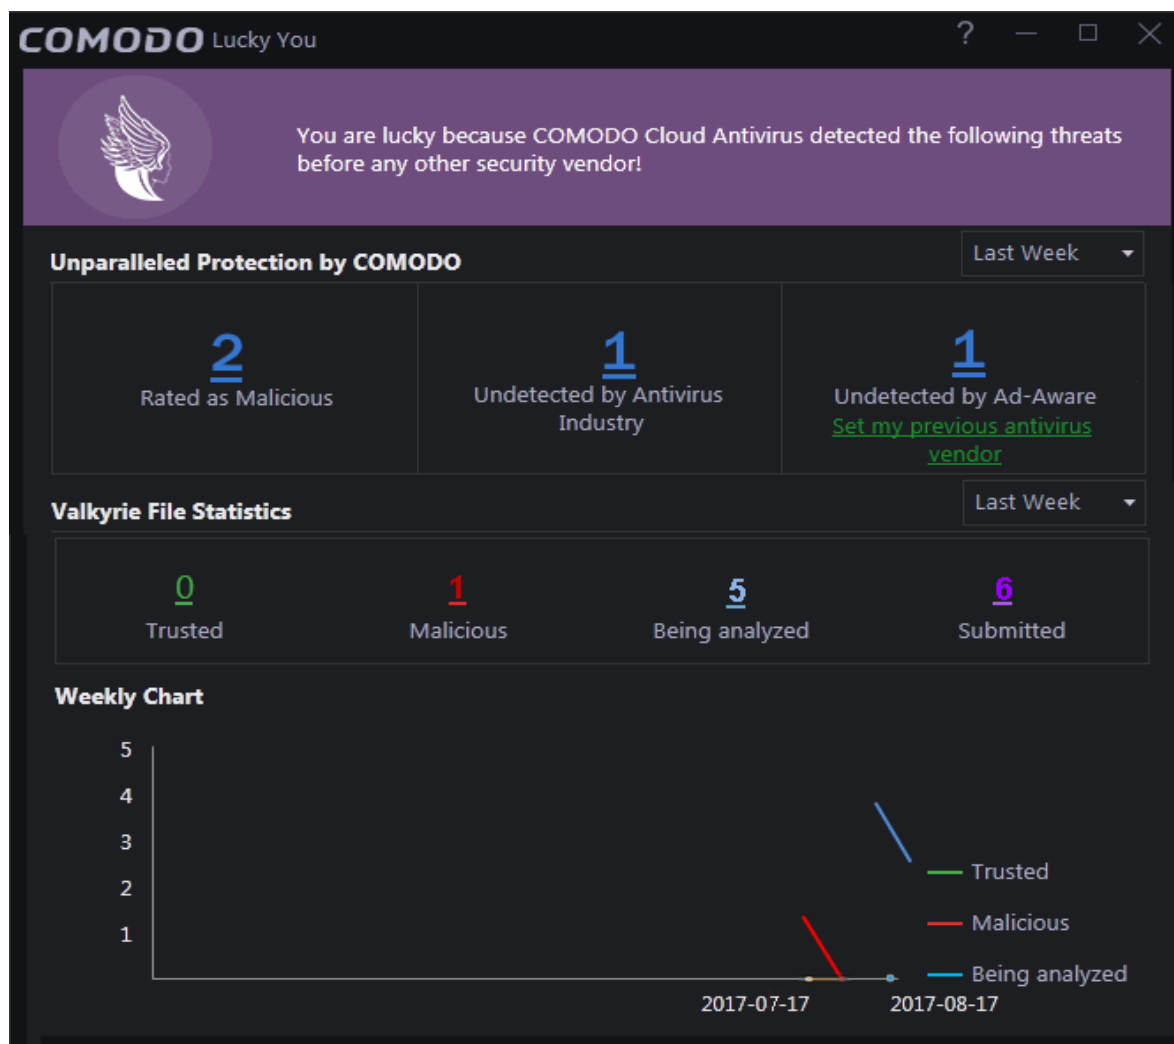 COMODO Lucky You ?
You are lucky because COMODO Cloud Antivirus detected the following threats
before any other security vendor!
Unparalleled Protection by COMODO
Last Week
2
Rated as Malicious
1
Undetected by Antivirus
Industry
1
Undetected by Ad-Aware
Set my previous antivirus
vendor
Valkyrie File Statistics
Last Week
0
Trusted
1
Malicious
5
Being analyzed
6
Submitted
Weekly Chart
5
4
3
2
1
Trusted
Malicious
Being analyzed
2017-07-17
2017-08-17